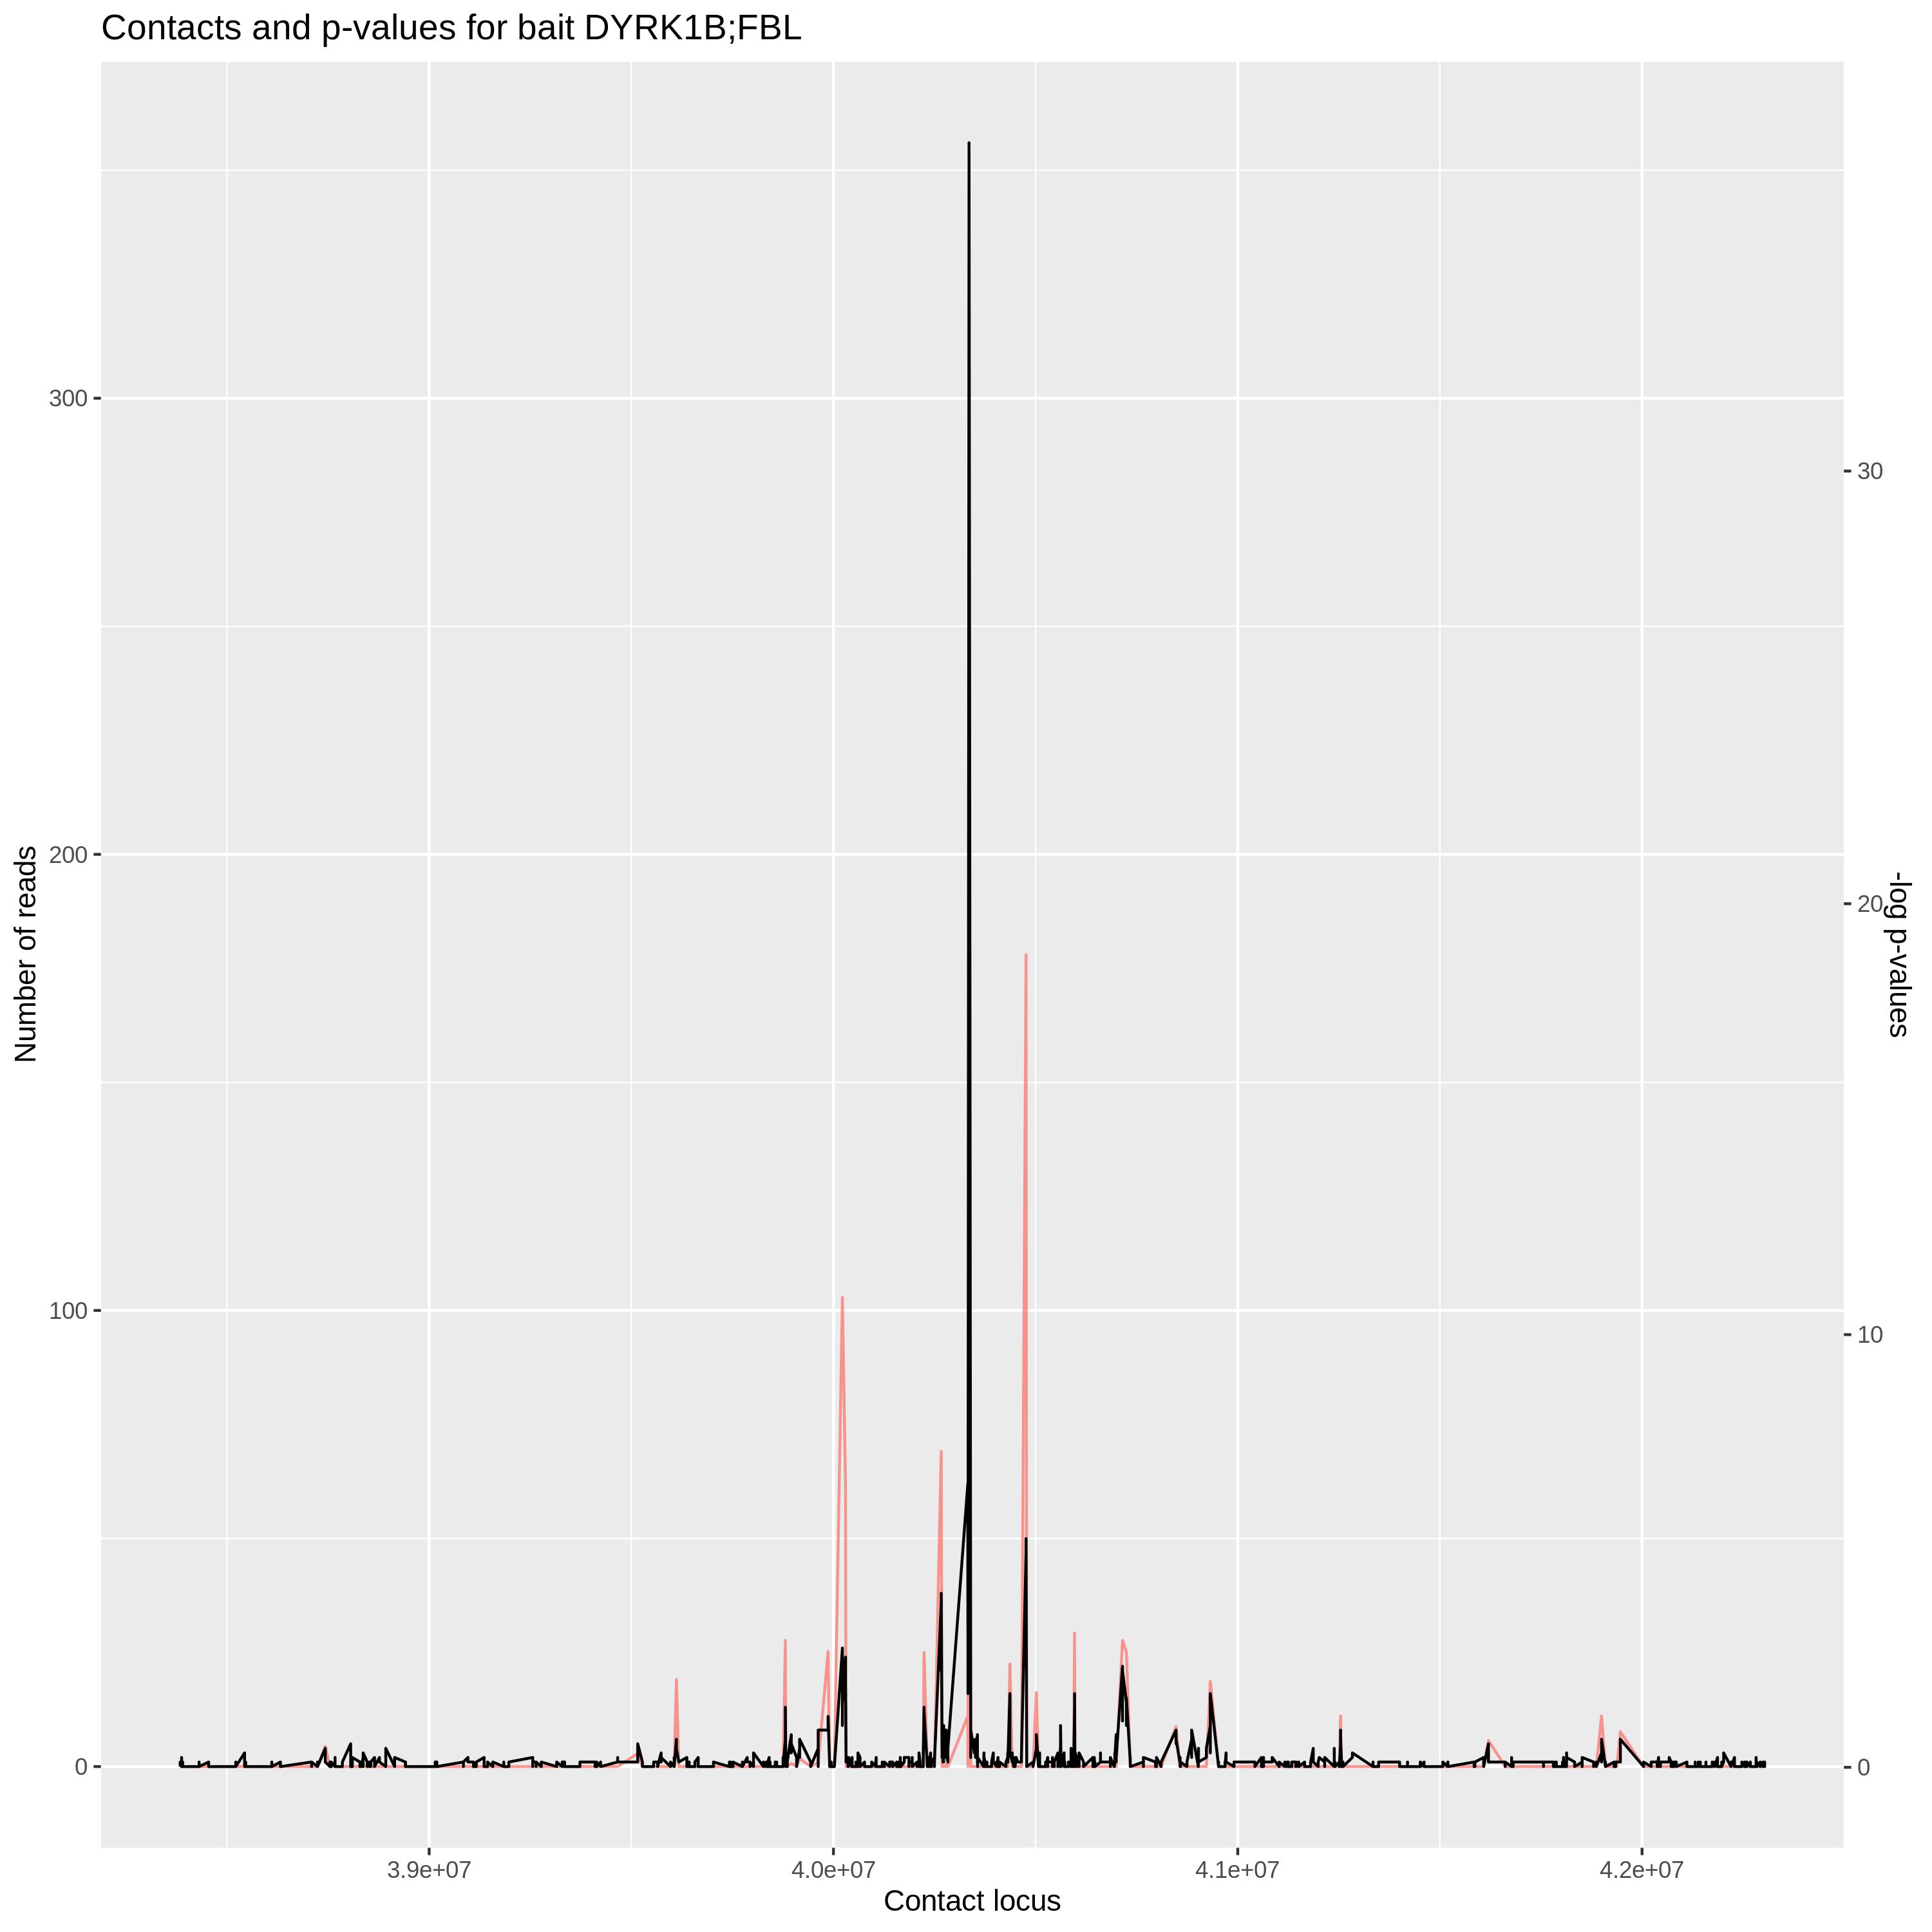 Contacts and p-values for bait DYRK1B;FBL
Number of reads
300
200
100
0
30
20
10
0
-log p-values
3.9e+07
4.0e+07
4.1e+07
4.2e+07
Contact locus